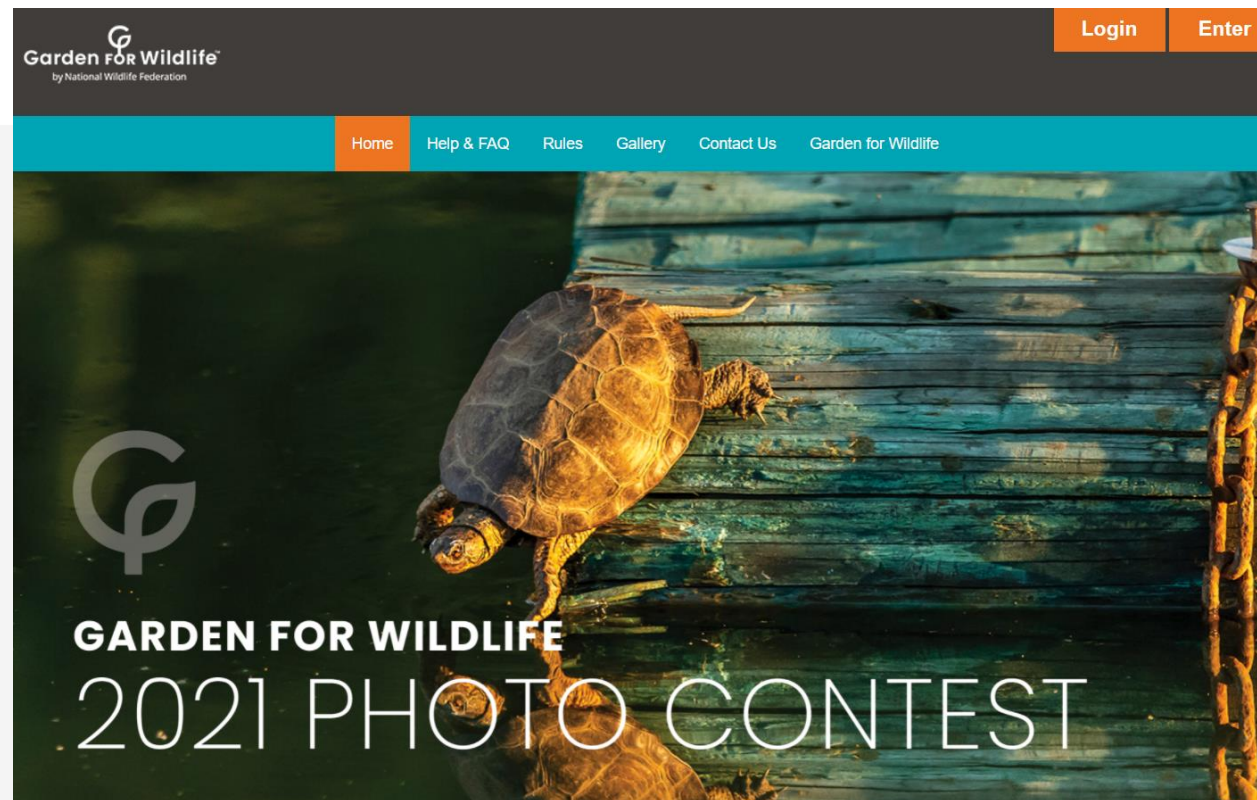 Garden FOR Wildlife™
by National Wildlife Federation
Login
Enter
Home
Help & FAQ
Rules
Gallery
Contact Us
Garden for Wildlife
GARDEN FOR WILDLIFE
2021 PHOTO CONTEST